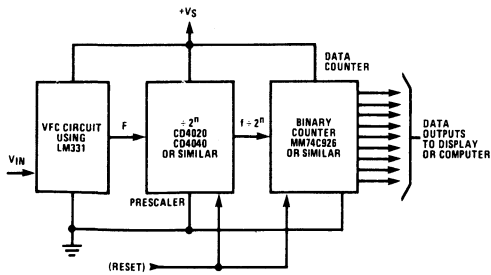 +VS
DATA
COUNTER
VFC CIRCUIT
USING
LM331
F
÷ 2ⁿ
CD4020
CD4040
OR SIMILAR
f ÷ 2ⁿ
BINARY
COUNTER
MM74C926
OR SIMILAR
DATA
OUTPUTS
TO DISPLAY
OR COMPUTER
VIN
PRESCALER
(RESET)